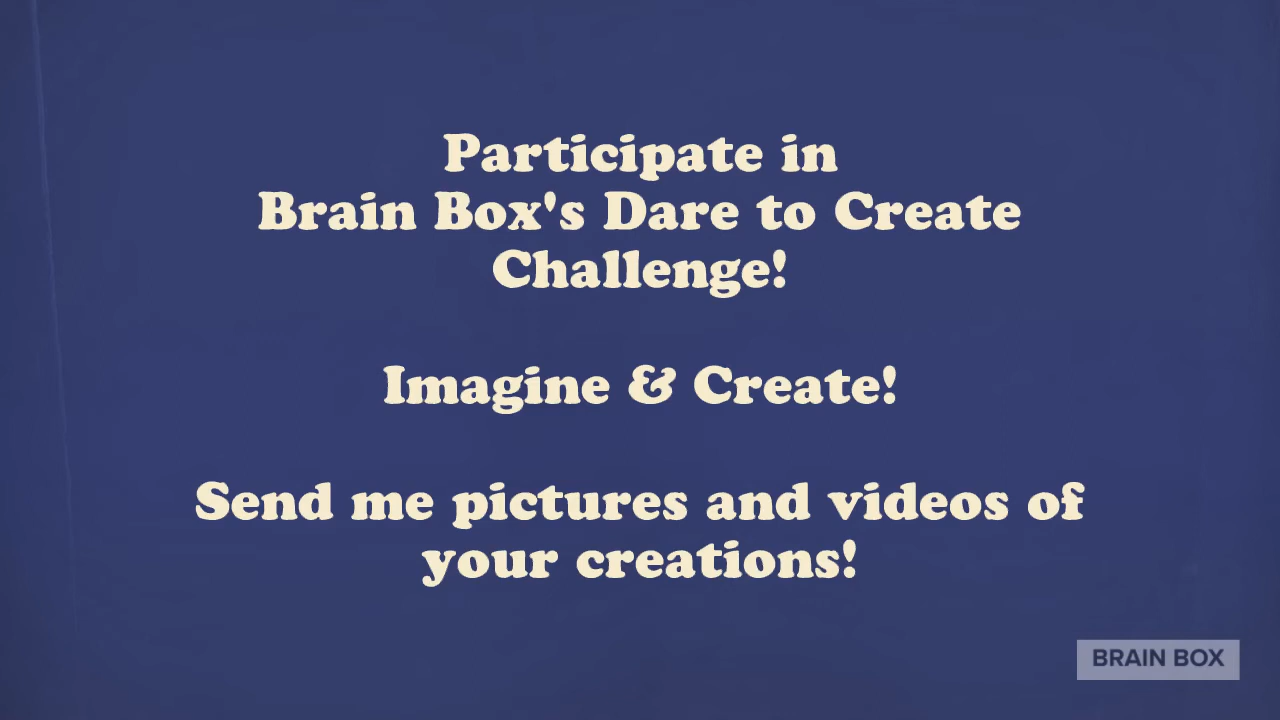 Participate in
Brain Box's Dare to Create
Challenge!
Imagine & Create!
Send me pictures and videos of
your creations!
BRAIN BOX